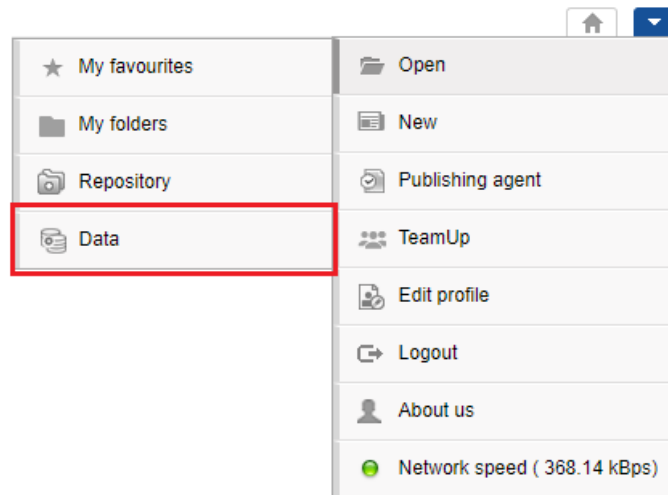 My favourites
My folders
Repository
Data
Open
New
Publishing agent
TeamUp
Edit profile
Logout
About us
Network speed ( 368.14 kBps)